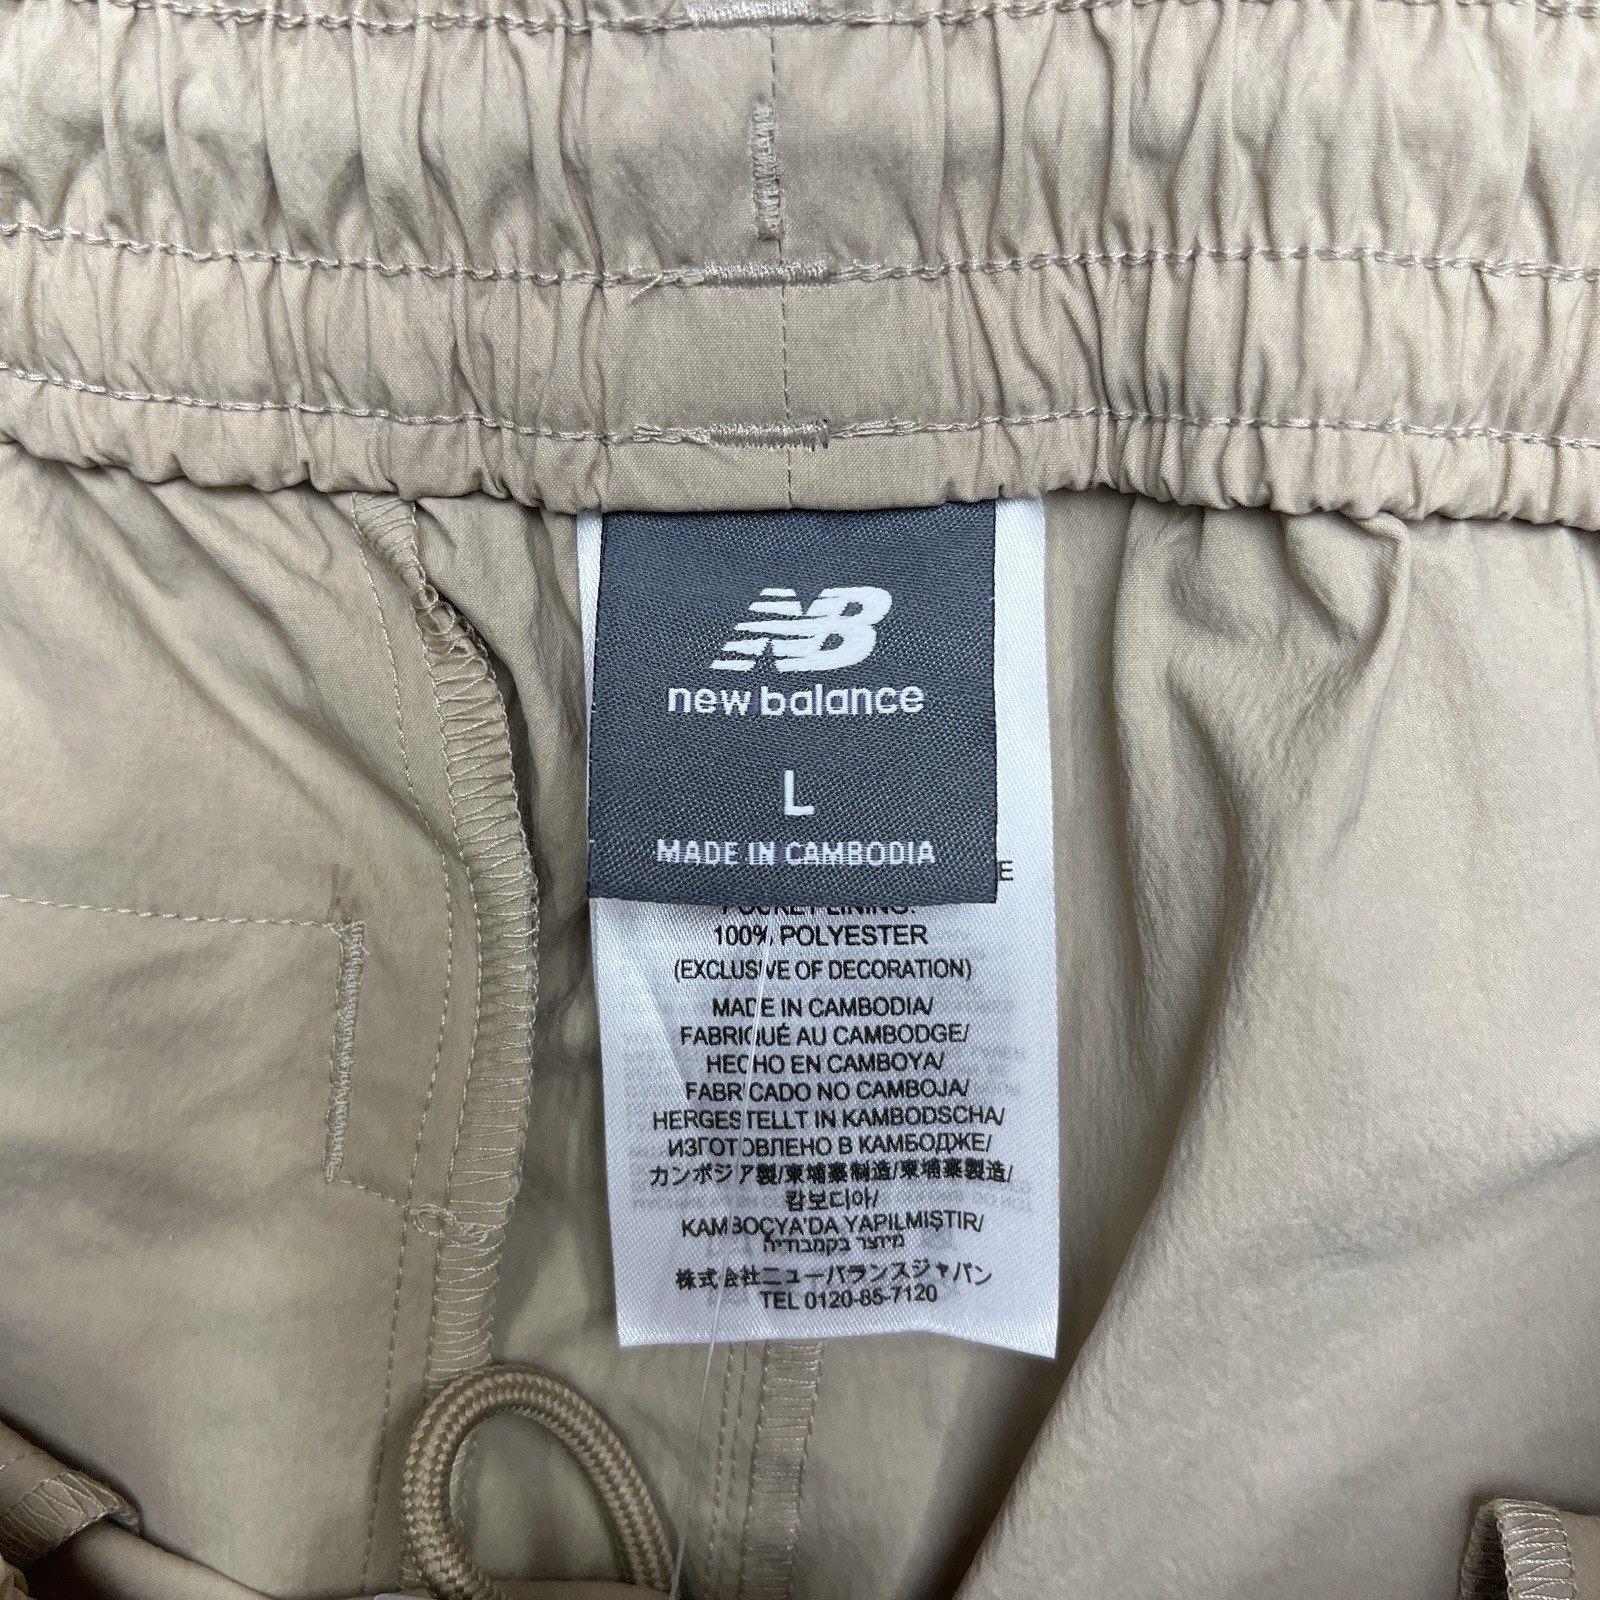 NB
new balance
L
MADE IN CAMBODIA
E
POCKET LINING:
100% POLYESTER
(EXCLUSIVE OF DECORATION)
MADE IN CAMBODIA/
FABRIQUÉ AU CAMBODGE/
HECHO EN CAMBOYA/
FABRICADO NO CAMBOJA/
HERGESTELLT IN KAMBODSCHA/
ИЗГОТОВЛЕНО В КАМБОДЖЕ/
カンボジア製/柬埔寨制造/柬埔寨製造/
캄보디아/
KAMBOÇYA'DA YAPILMIŞTIR/
מיוצר בקמבודיה
株式会社ニューバランスジャパン
TEL 0120-85-7120